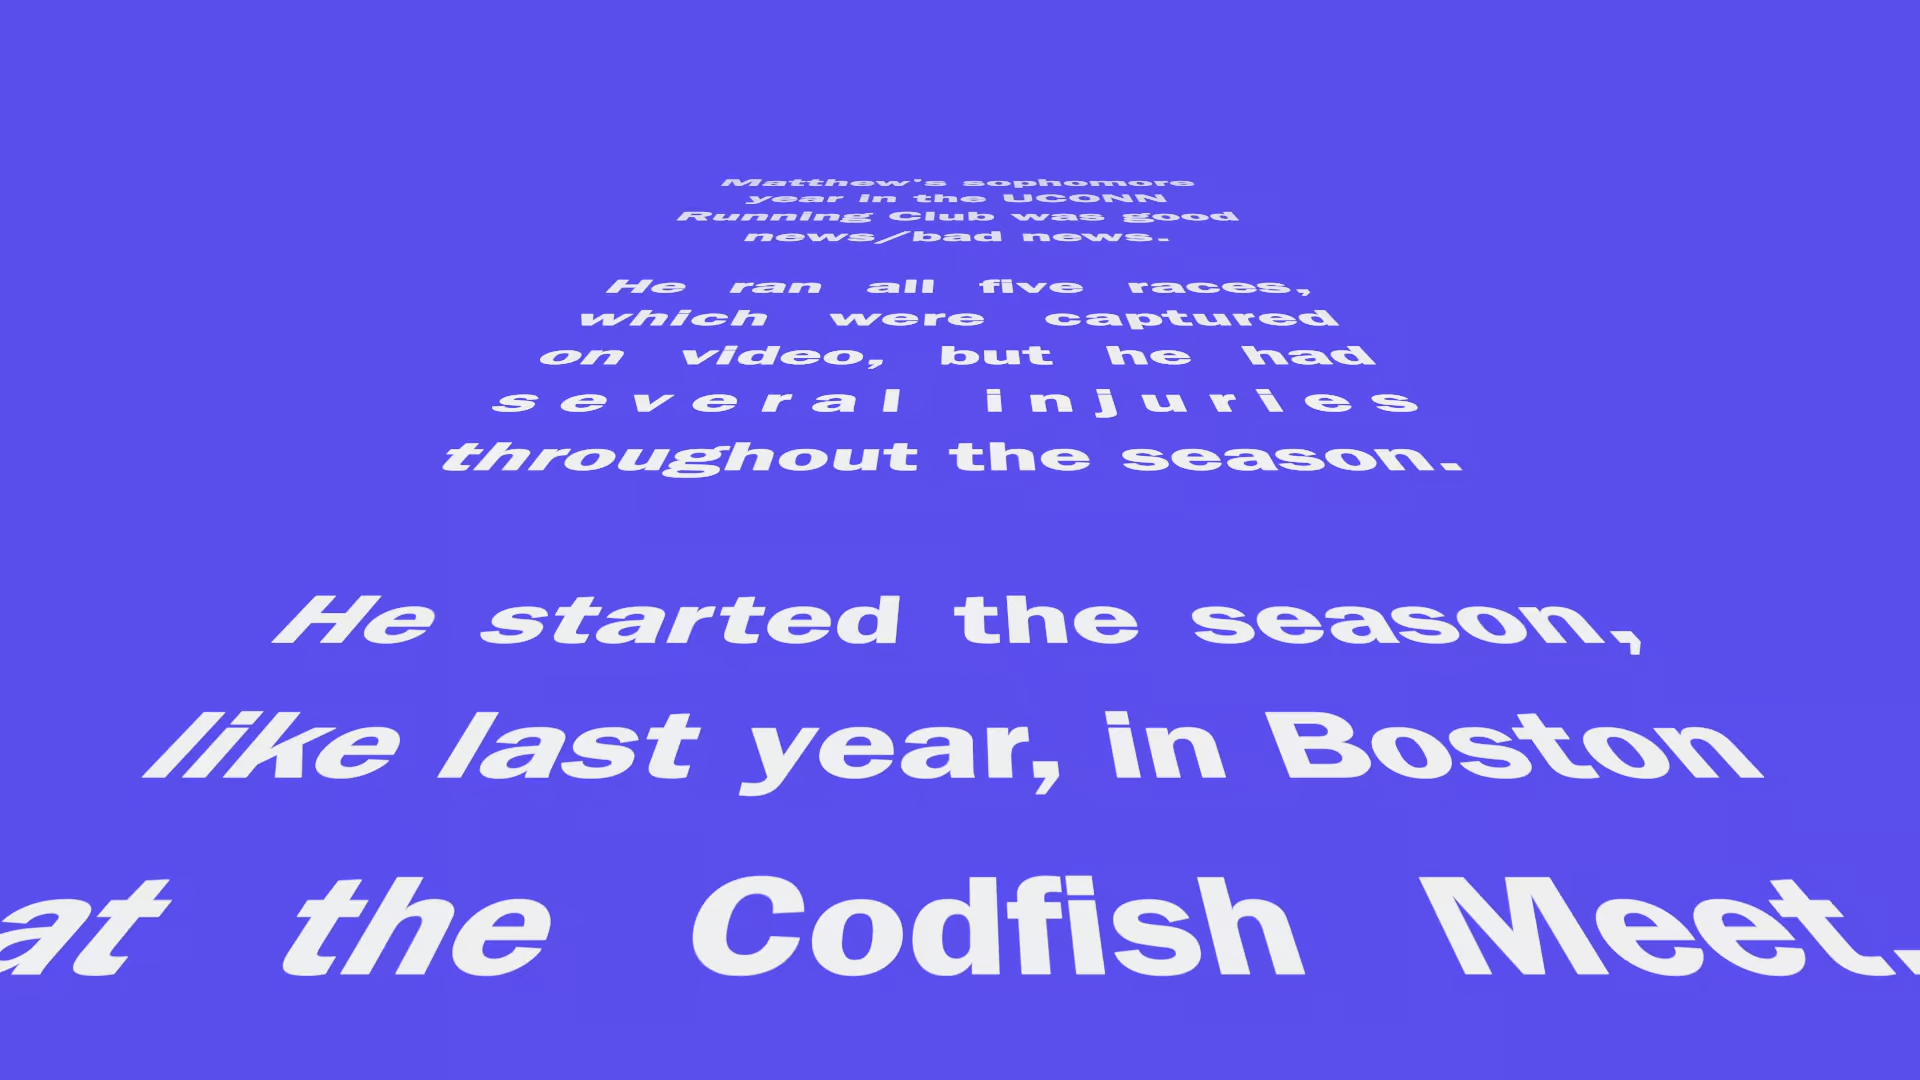 Matthew's sophomore
year in the UCONN
Running Club was good
news/bad news.
He ran all five races,
which were captured
on video, but he had
several injuries
throughout the season.
He started the season,
like last year, in Boston
at the Codfish Meet.